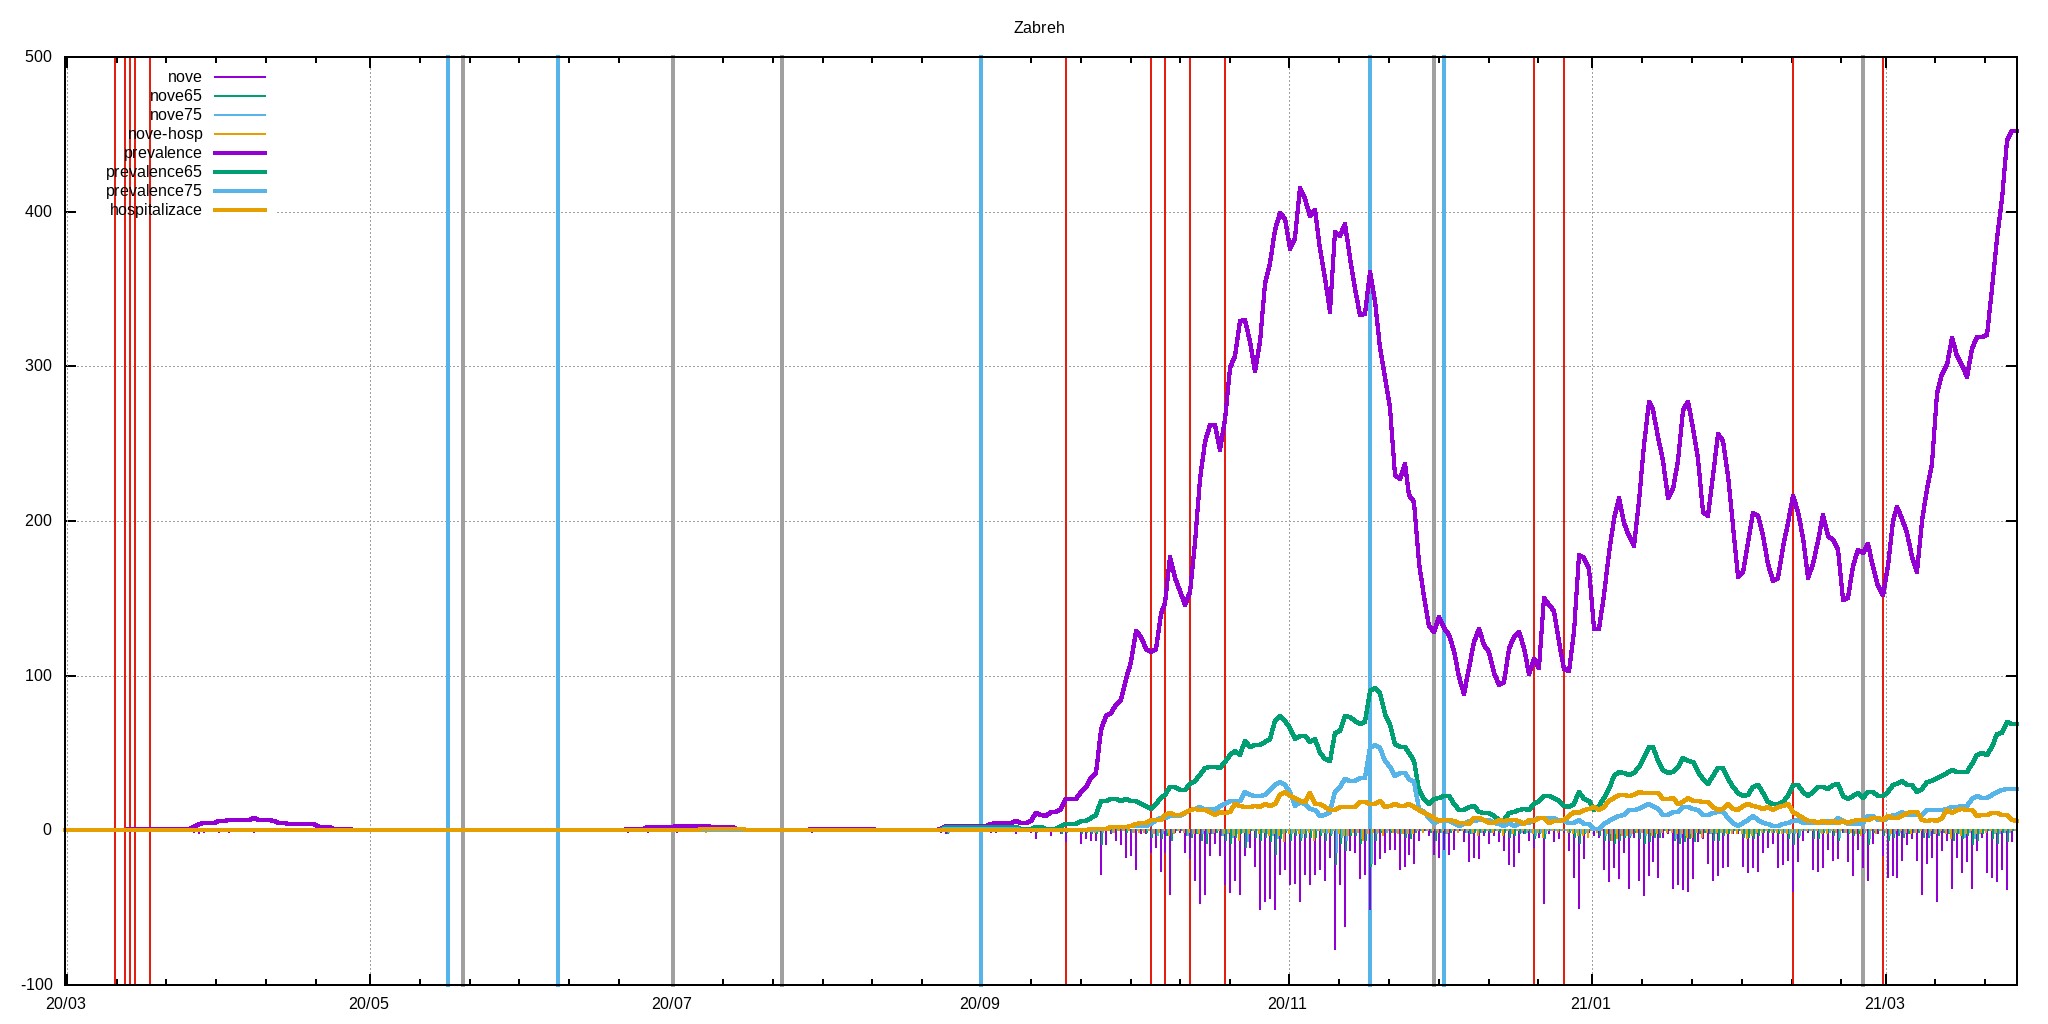 Zabreh
500
400
300
200
100
0
-100
nove
nove65
nove75
nove-hosp
prevalence
prevalence65
prevalence75
hospitalizace
20/03 20/05 20/07 20/09 20/11 21/01 21/03